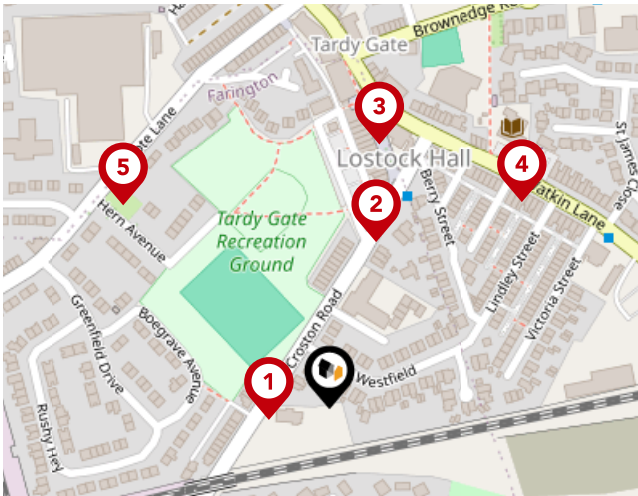 Brownedge Ro
Tardy Gate
Farington
3
Lostock Hall
St James Close
ate Lane
5
4
atkin Lane
Hern Avenue
2
Berry Street
Tardy Gate
Recreation
Ground
Lindley Street
Victoria Street
Greenfield Drive
Boegrave Avenue
Croston Road
1
Westfield
Rushy Hey